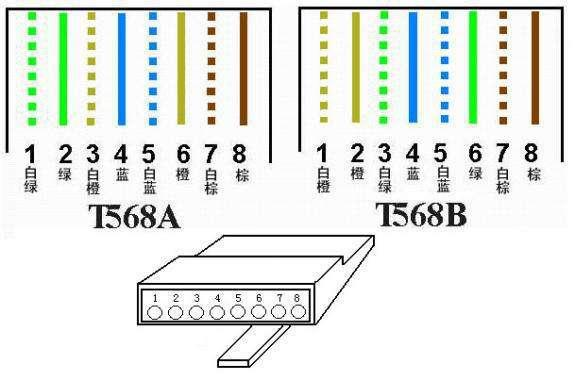 1 2 3 4 5 6 7 8
白绿 绿 白橙 蓝 白蓝 橙 白棕 棕
T568A
1 2 3 4 5 6 7 8
白橙 橙 白绿 蓝 白蓝 绿 白棕 棕
T568B
1 2 3 4 5 6 7 8